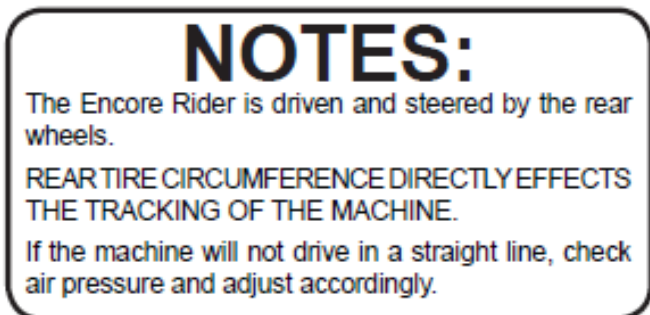 NOTES:
The Encore Rider is driven and steered by the rear
wheels.
REAR TIRE CIRCUMFERENCE DIRECTLY EFFECTS
THE TRACKING OF THE MACHINE.
If the machine will not drive in a straight line, check
air pressure and adjust accordingly.